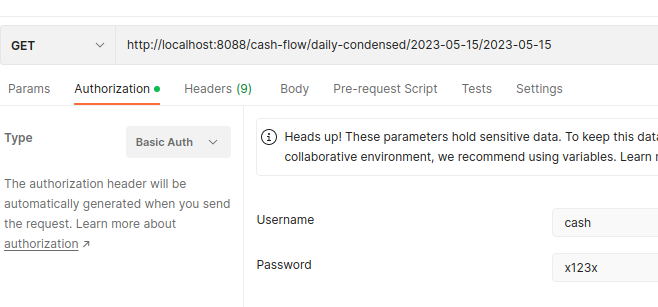 GET http://localhost:8088/cash-flow/daily-condensed/2023-05-15/2023-05-15
Params Authorization Headers (9) Body Pre-request Script Tests Settings
Type
Basic Auth
The authorization header will be
automatically generated when you send
the request. Learn more about
authorization ↗
Heads up! These parameters hold sensitive data. To keep this data
collaborative environment, we recommend using variables. Learn
Username
cash
Password
x123x